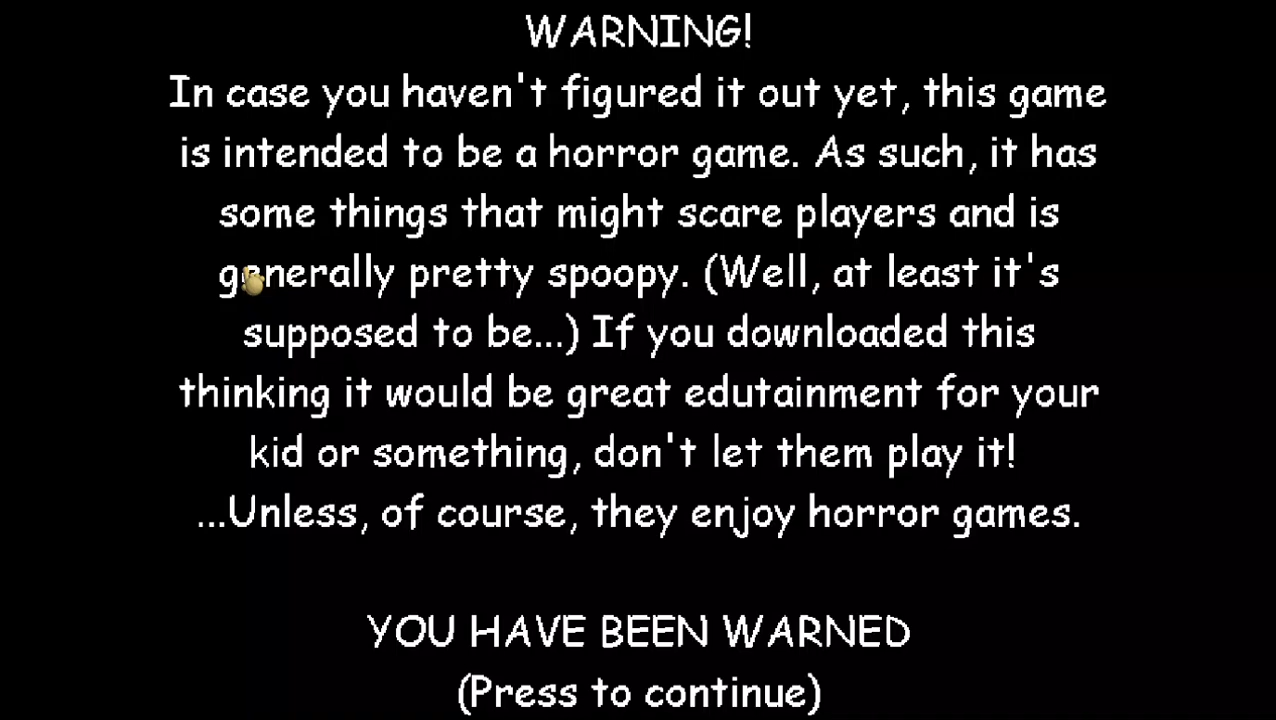 WARNING!
In case you haven't figured it out yet, this game
is intended to be a horror game. As such, it has
some things that might scare players and is
generally pretty spoopy. (Well, at least it's
supposed to be...) If you downloaded this
thinking it would be great edutainment for your
kid or something, don't let them play it!
...Unless, of course, they enjoy horror games.
YOU HAVE BEEN WARNED
(Press to continue)